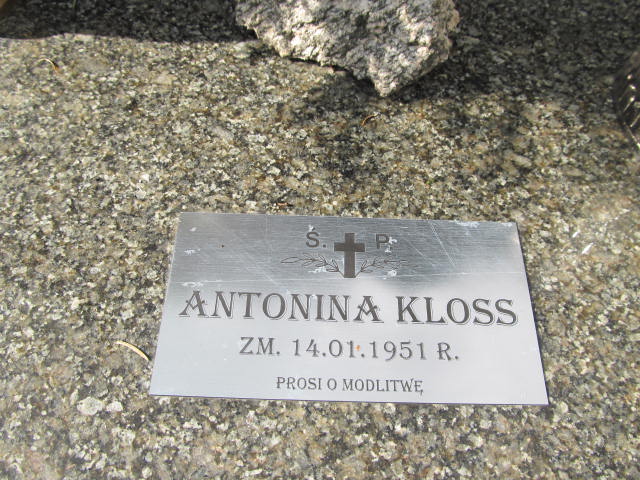 Ś. P.
ANTONINA KLOSS
ZM. 14.01.1951 R.
PROSI O MODLITWĘ